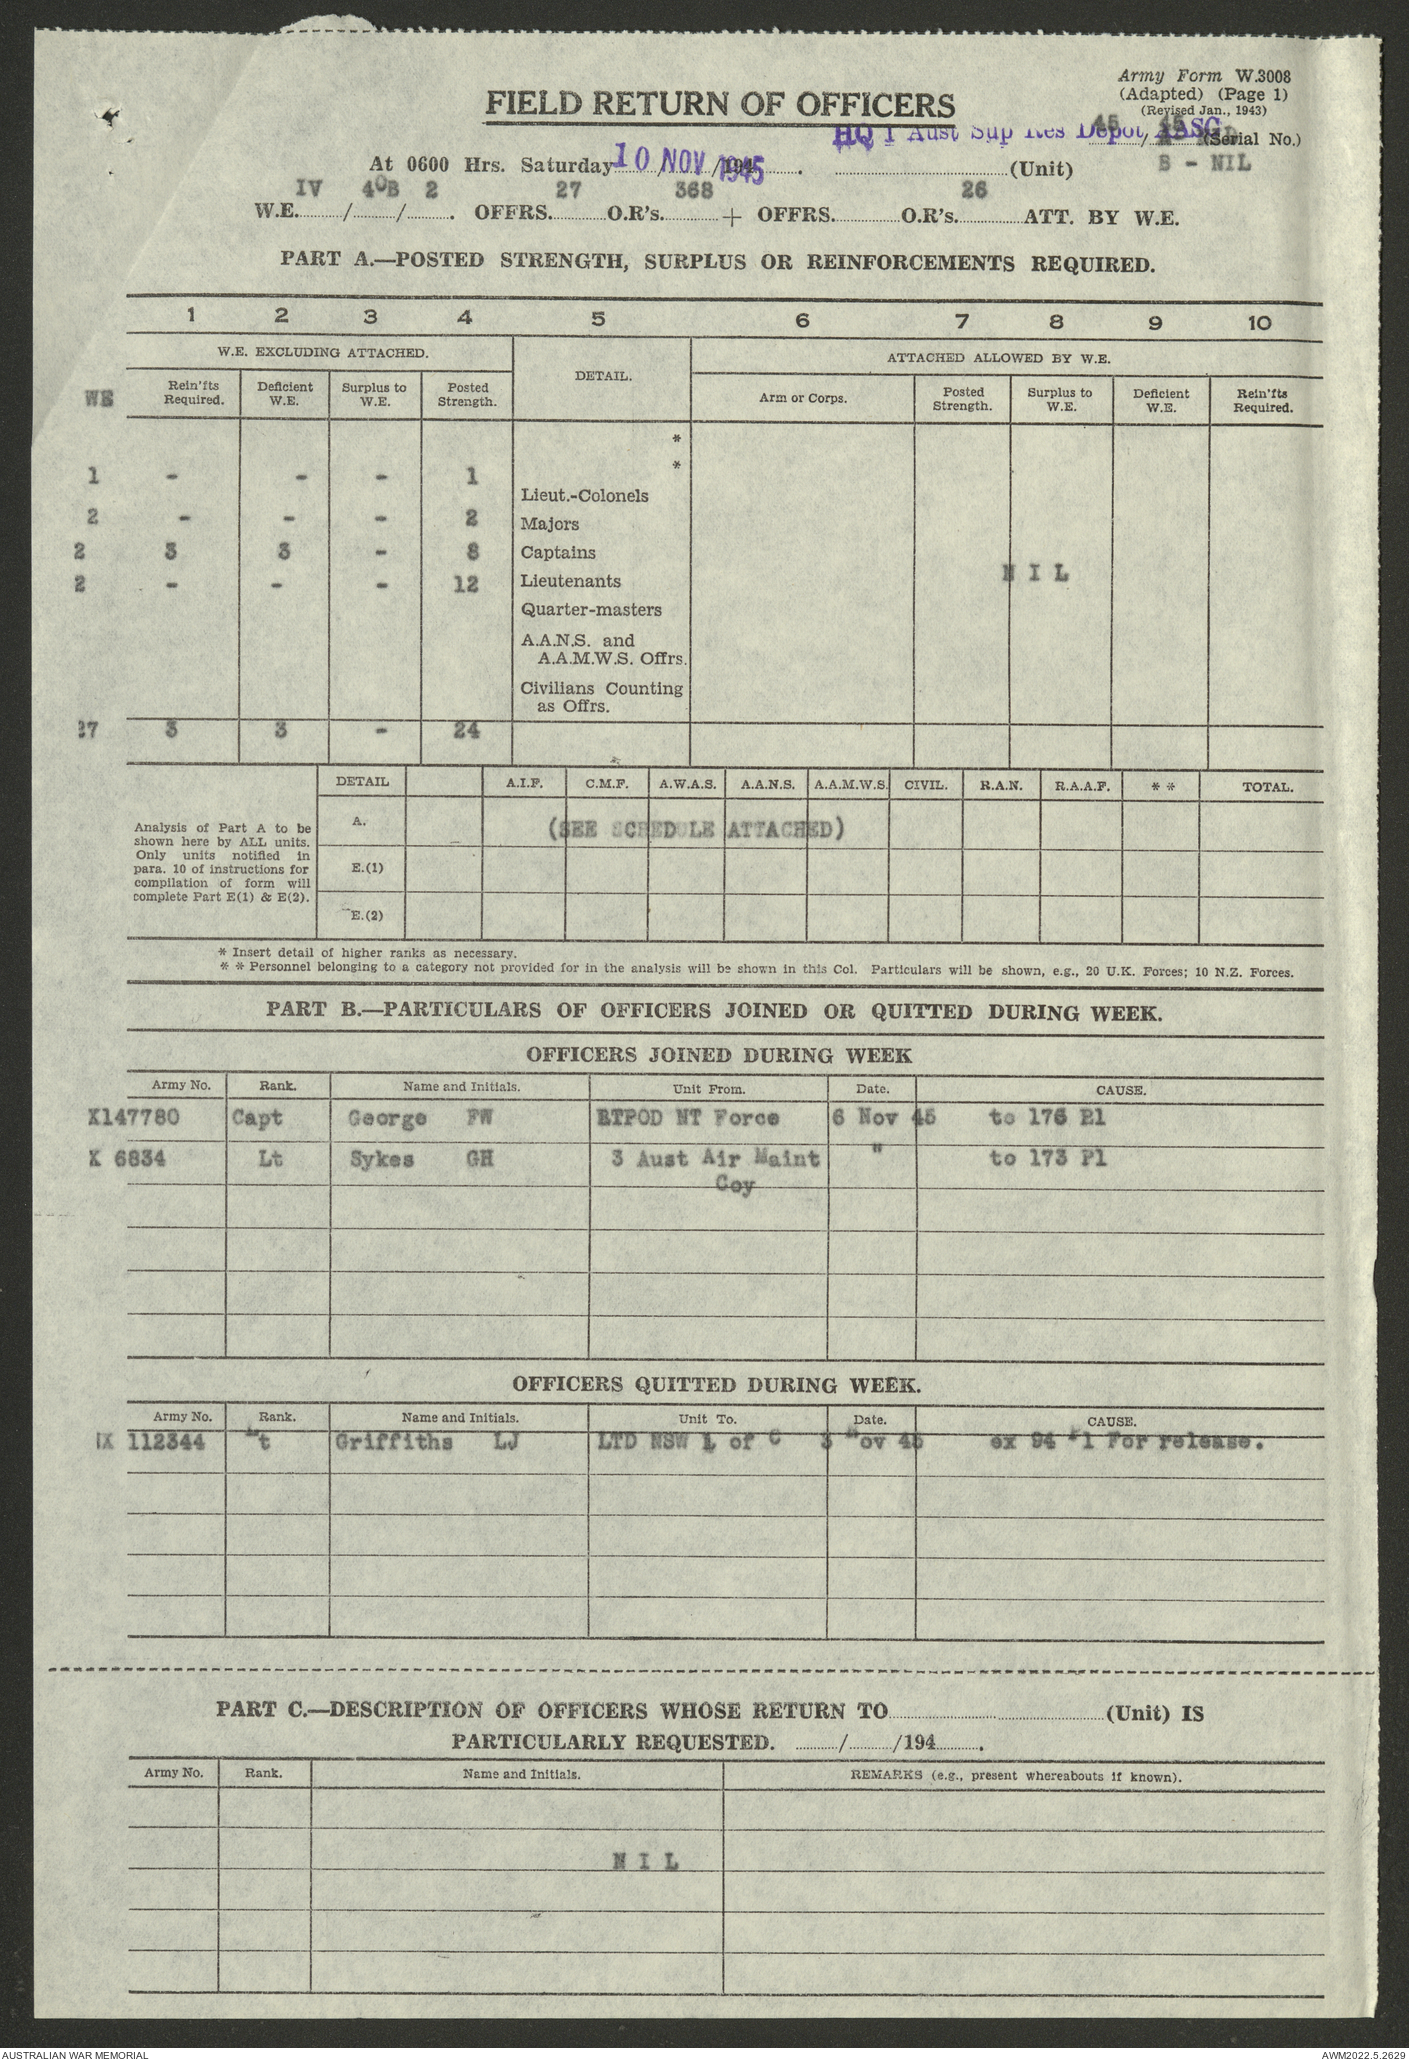 Army Form W.3008
(Adapted) (Page 1)
(Revised Jan., 1943)
FIELD RETURN OF OFFICERS
HQ 1 Aust Sup Res Depot AASC
45 / 45 (Serial No.)
At 0600 Hrs. Saturday 10 NOV 1945. (Unit)
B - NIL
IV 40B 2 27 368 26
W.E. / / . OFFRS. O.R's. + OFFRS. O.R's. ATT. BY W.E.
PART A.—POSTED STRENGTH, SURPLUS OR REINFORCEMENTS REQUIRED.
1 2 3 4 5 6 7 8 9 10
W.E. EXCLUDING ATTACHED. DETAIL. ATTACHED ALLOWED BY W.E.
WE Rein'fts Required. Deficient W.E. Surplus to W.E. Posted Strength. Arm or Corps. Posted Strength. Surplus to W.E. Deficient W.E. Rein'fts Required.
*
*
1 - - - 1 Lieut.-Colonels
2 - - - 2 Majors
2 3 3 - 8 Captains
2 - - - 12 Lieutenants N I L
Quarter-masters
A.A.N.S. and
A.A.M.W.S. Offrs.
Civilians Counting
as Offrs.
27 3 3 - 24
DETAIL A.I.F. C.M.F. A.W.A.S. A.A.N.S. A.A.M.W.S. CIVIL. R.A.N. R.A.A.F. * * TOTAL.
Analysis of Part A to be
shown here by ALL units.
Only units notified in
para. 10 of instructions for
compilation of form will
complete Part E(1) & E(2).
A. (SEE SCHEDULE ATTACHED)
E.(1)
E.(2)
* Insert detail of higher ranks as necessary.
* * Personnel belonging to a category not provided for in the analysis will be shown in this Col. Particulars will be shown, e.g., 20 U.K. Forces; 10 N.Z. Forces.
PART B.—PARTICULARS OF OFFICERS JOINED OR QUITTED DURING WEEK.
OFFICERS JOINED DURING WEEK
Army No. Rank. Name and Initials. Unit From. Date. CAUSE.
X147780 Capt George FW RTPOD NT Force 6 Nov 45 to 176 Pl
X 6834 Lt Sykes GH 3 Aust Air Maint " to 173 Pl
Coy
OFFICERS QUITTED DURING WEEK.
Army No. Rank. Name and Initials. Unit To. Date. CAUSE.
NX 112344 Lt Griffiths LJ LTD NSW L of C 3 Nov 45 ex 94 Pl For release.
PART C.—DESCRIPTION OF OFFICERS WHOSE RETURN TO (Unit) IS
PARTICULARLY REQUESTED. / /194 .
Army No. Rank. Name and Initials. REMARKS (e.g., present whereabouts if known).
N I L
AUSTRALIAN WAR MEMORIAL
AWM2022.5.2629